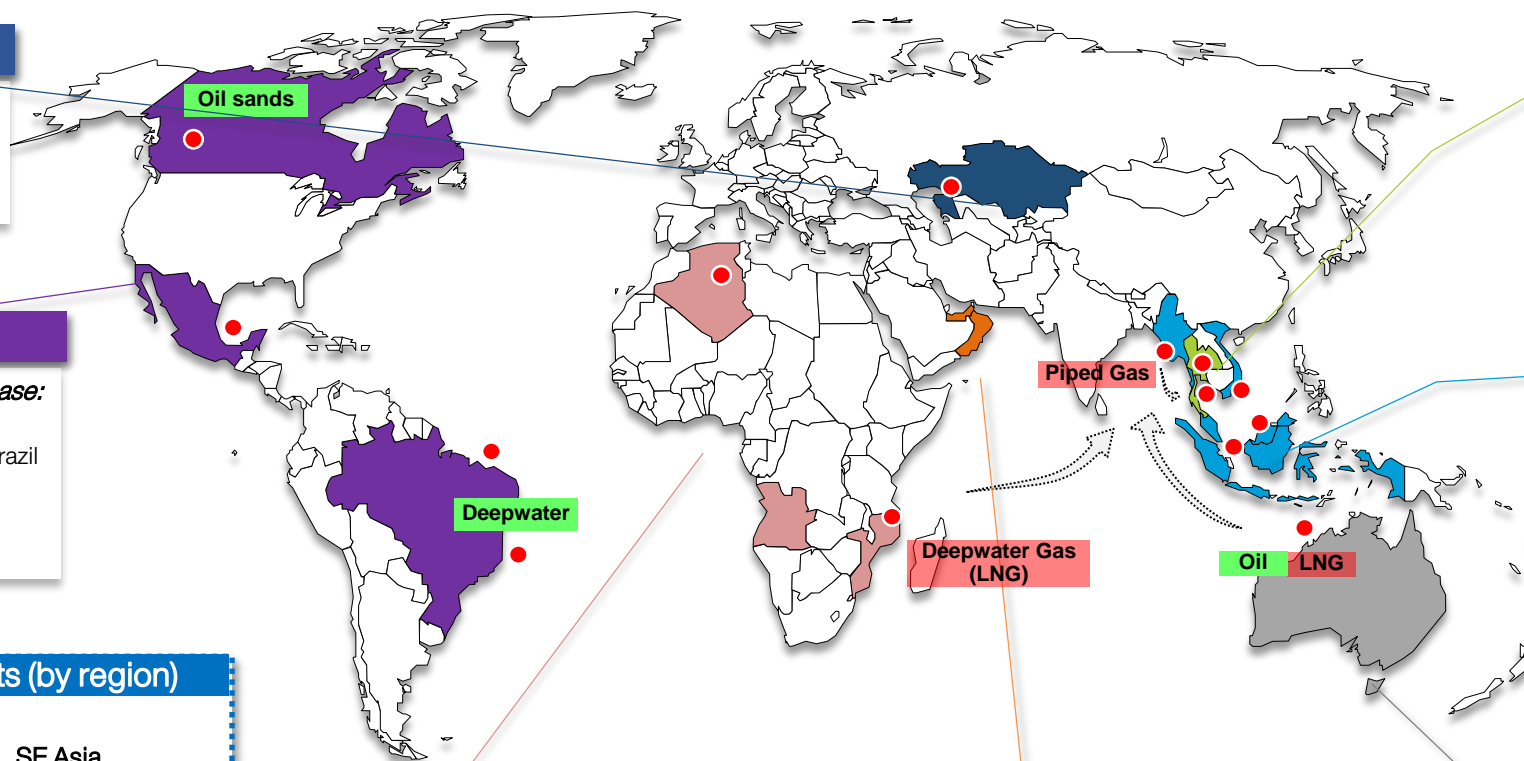 Oil sands
ase:
razil
Piped Gas
Deepwater
Deepwater Gas
(LNG)
Oil LNG
ts (by region)
SE Asia